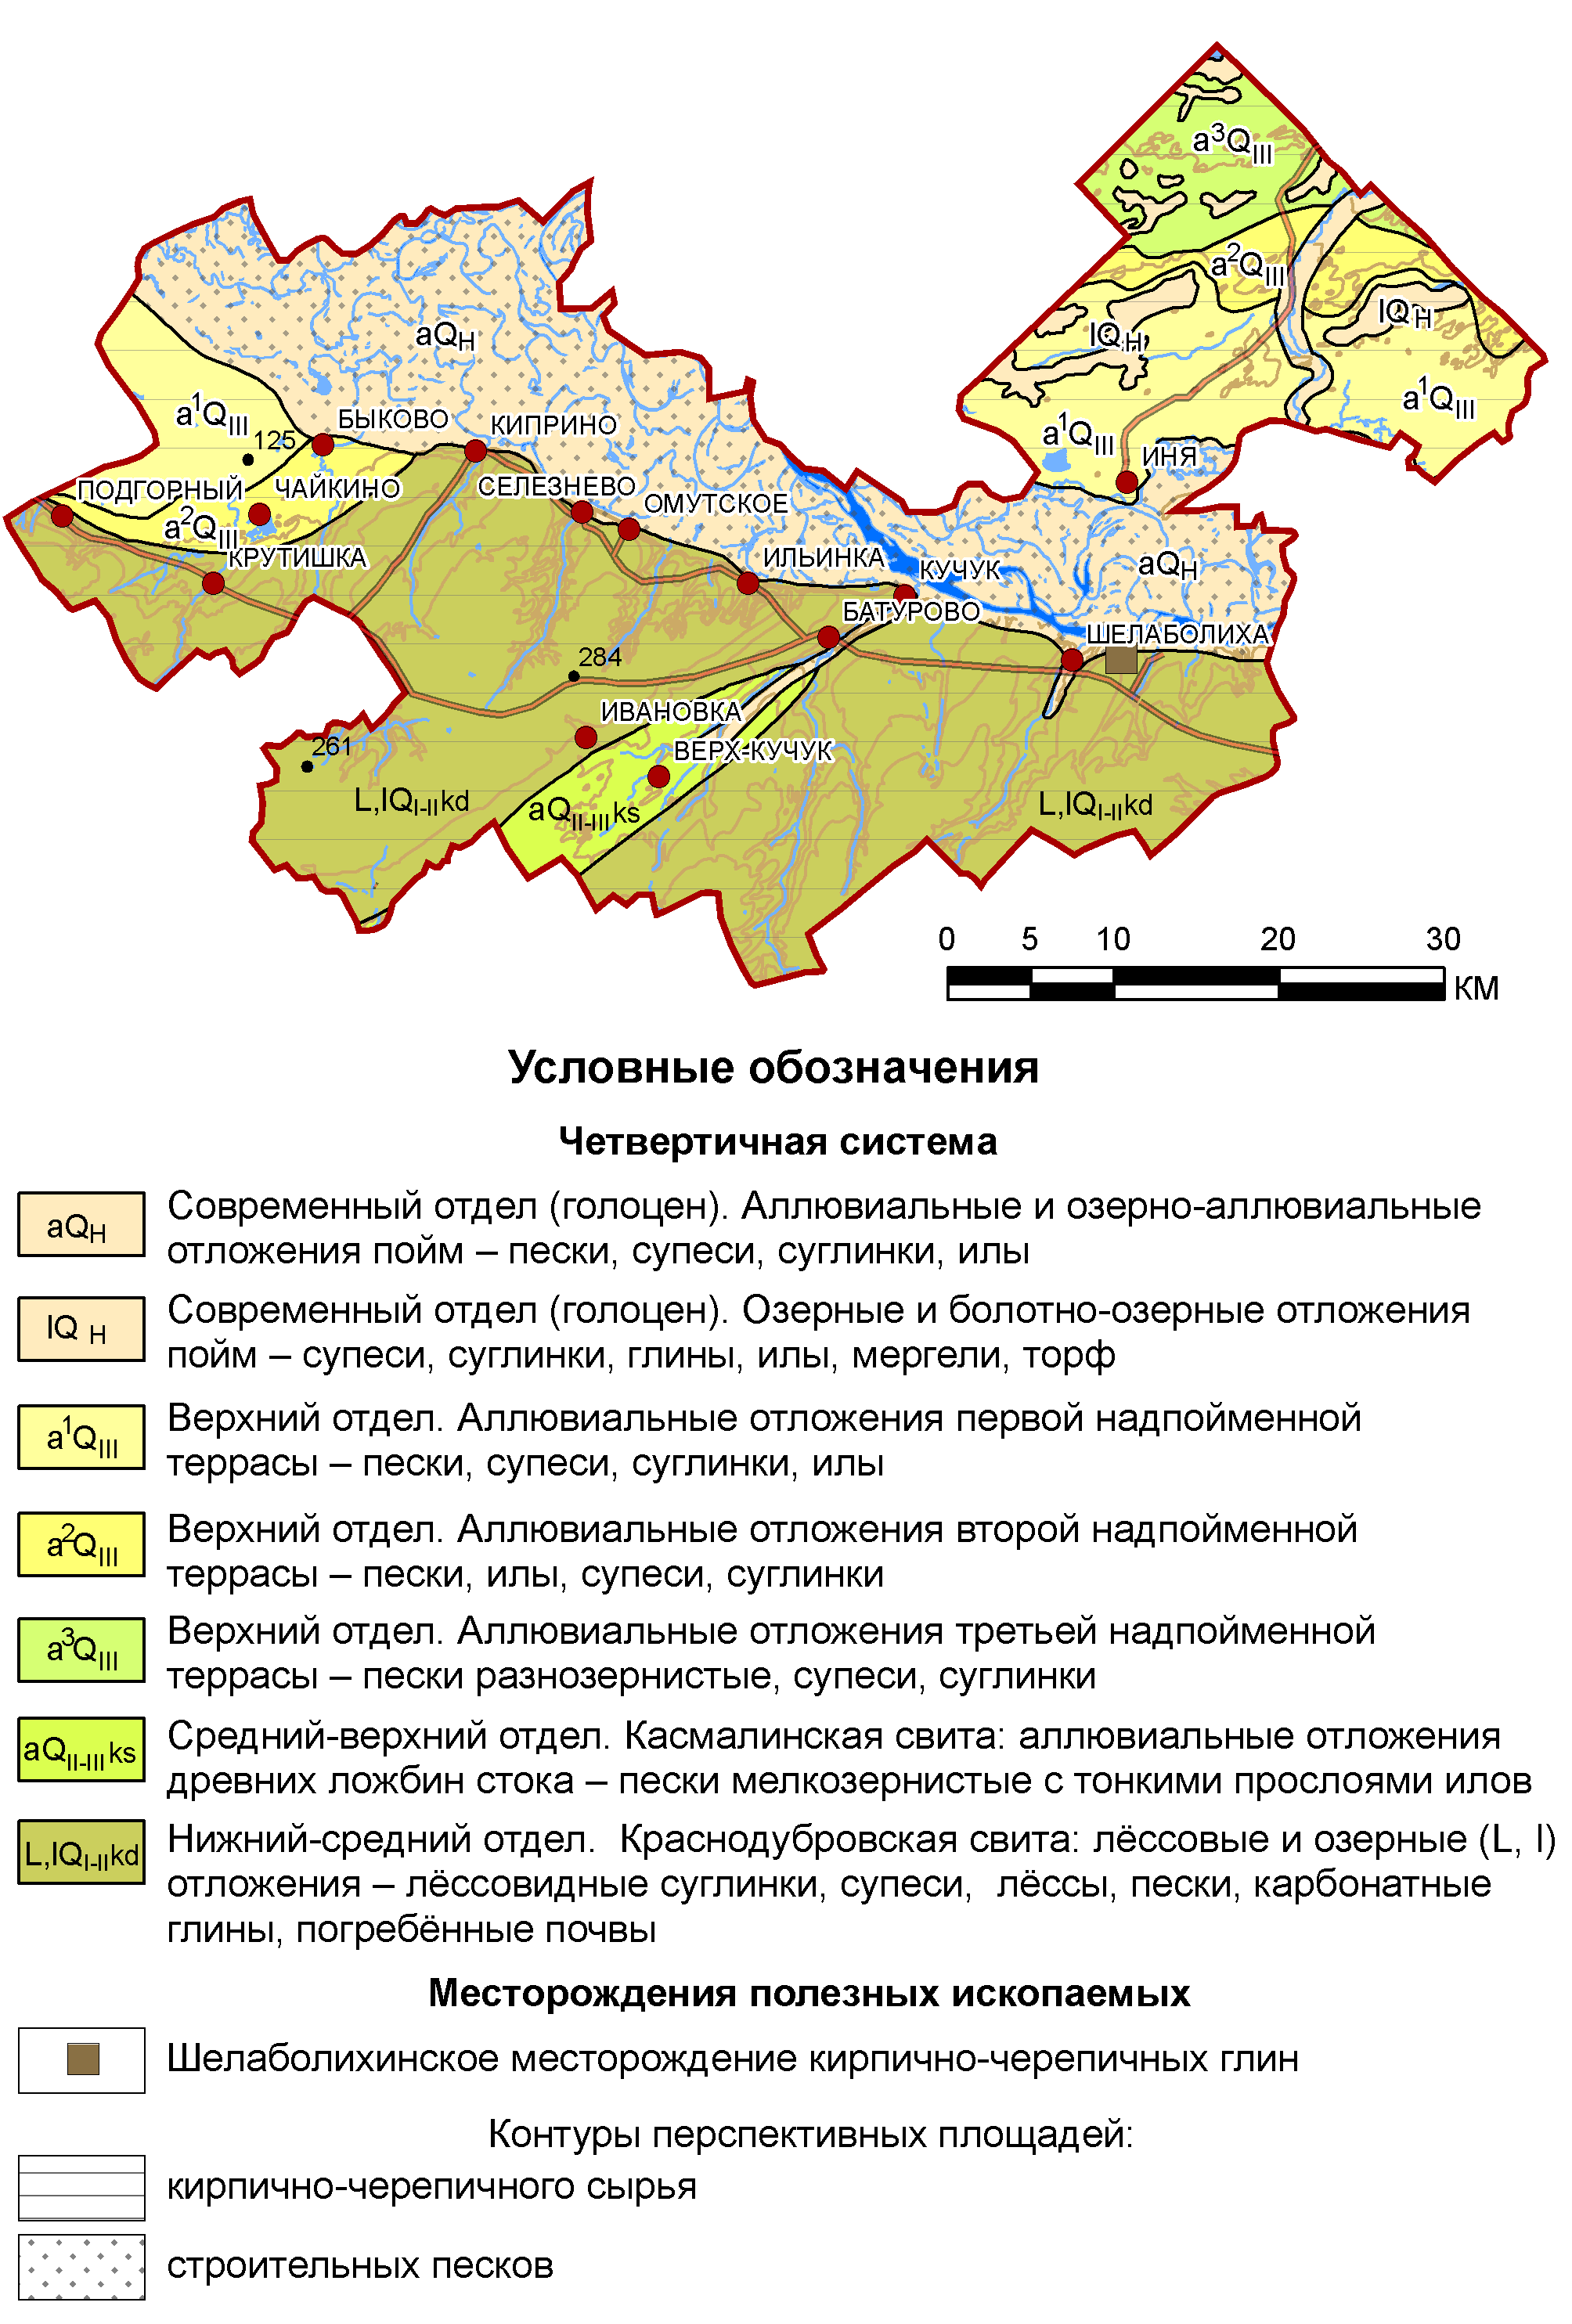 a3QIII
a2QIII
lQH
lQH
aQH
a1QIII
a1QIII
БЫКОВО
КИПРИНО
125
a1QIII
ИНЯ
ПОДГОРНЫЙ
ЧАЙКИНО
СЕЛЕЗНЕВО
ОМУТСКОЕ
a2QIII
КРУТИШКА
ИЛЬИНКА
КУЧУК
aQH
БАТУРОВО
ШЕЛАБОЛИХА
284
ИВАНОВКА
261
ВЕРХ-КУЧУК
L,lQI-IIkd
aQII-IIIks
L,lQI-IIkd
0 5 10 20 30
КМ
Условные обозначения
Четвертичная система
aQH
Современный отдел (голоцен). Аллювиальные и озерно-аллювиальные
отложения пойм – пески, супеси, суглинки, илы
lQ H
Современный отдел (голоцен). Озерные и болотно-озерные отложения
пойм – супеси, суглинки, глины, илы, мергели, торф
a1QIII
Верхний отдел. Аллювиальные отложения первой надпойменной
террасы – пески, супеси, суглинки, илы
a2QIII
Верхний отдел. Аллювиальные отложения второй надпойменной
террасы – пески, илы, супеси, суглинки
a3QIII
Верхний отдел. Аллювиальные отложения третьей надпойменной
террасы – пески разнозернистые, супеси, суглинки
aQII-IIIks
Средний-верхний отдел. Касмалинская свита: аллювиальные отложения
древних ложбин стока – пески мелкозернистые с тонкими прослоями илов
L,lQI-IIkd
Нижний-средний отдел. Краснодубровская свита: лёссовые и озерные (L, l)
отложения – лёссовидные суглинки, супеси, лёссы, пески, карбонатные
глины, погребённые почвы
Месторождения полезных ископаемых
Шелаболихинское месторождение кирпично-черепичных глин
Контуры перспективных площадей:
кирпично-черепичного сырья
строительных песков